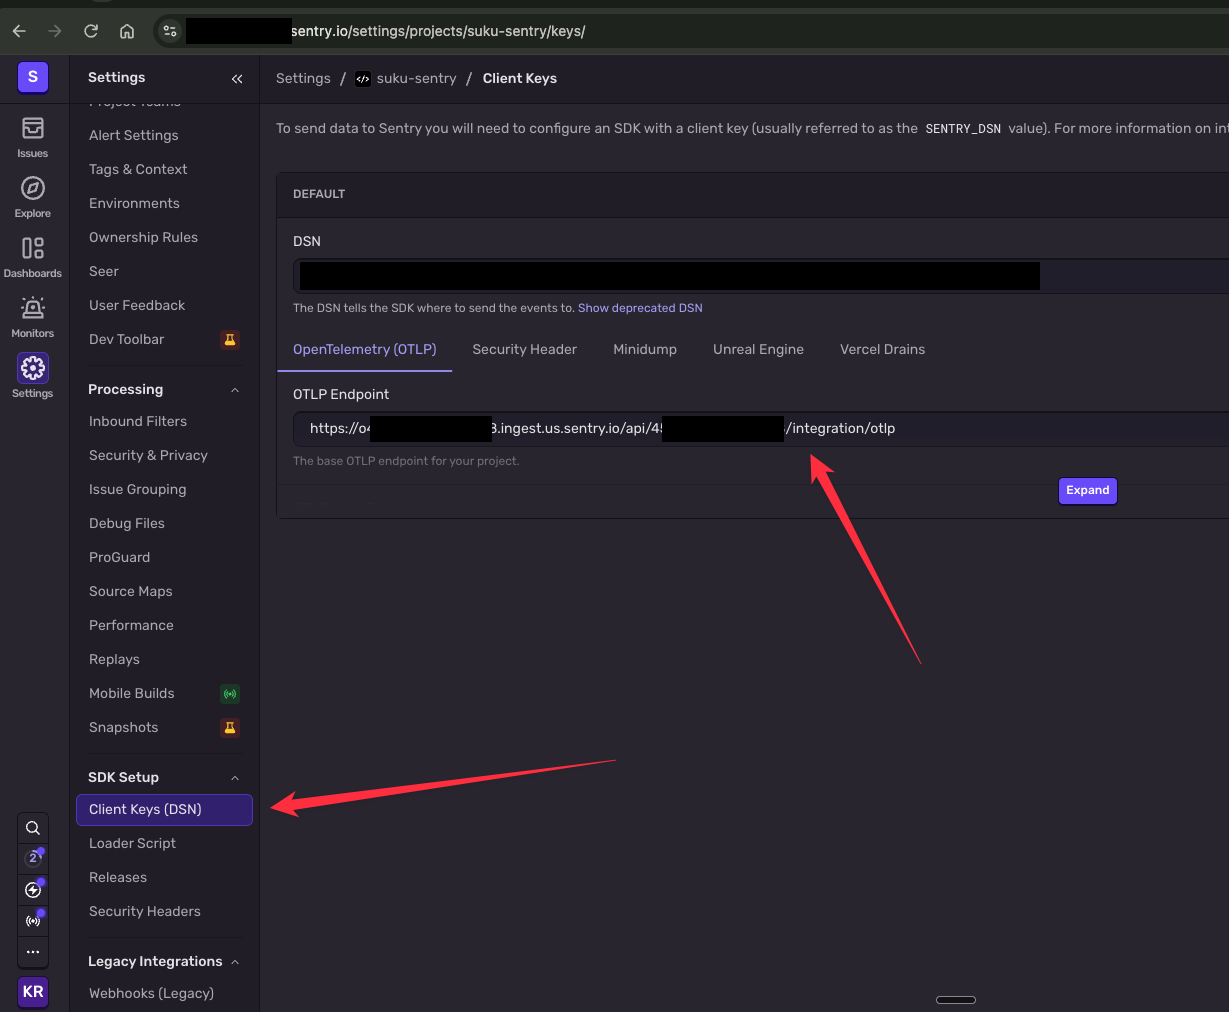 sentry.io/settings/projects/suku-sentry/keys/
S
Settings
Settings / suku-sentry / Client Keys
Project Teams
Alert Settings
Tags & Context
Environments
Ownership Rules
Seer
User Feedback
Dev Toolbar
Processing
Inbound Filters
Security & Privacy
Issue Grouping
Debug Files
ProGuard
Source Maps
Performance
Replays
Mobile Builds
Snapshots
SDK Setup
Client Keys (DSN)
Loader Script
Releases
Security Headers
Legacy Integrations
Webhooks (Legacy)
Issues
Explore
Dashboards
Monitors
Settings
2
KR
To send data to Sentry you will need to configure an SDK with a client key (usually referred to as the SENTRY_DSN value). For more information on
DEFAULT
DSN
The DSN tells the SDK where to send the events to. Show deprecated DSN
OpenTelemetry (OTLP) Security Header Minidump Unreal Engine Vercel Drains
OTLP Endpoint
https://o4 .ingest.us.sentry.io/api/45 /integration/otlp
The base OTLP endpoint for your project.
Expand